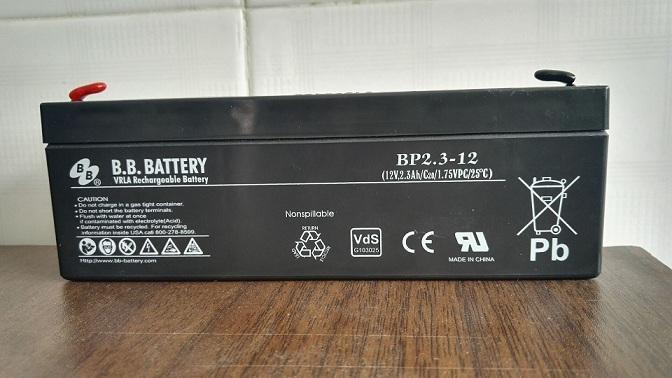 B B ®
B.B. BATTERY
VRLA Rechargeable Battery
BP2.3-12
(12V,2.3Ah/C20/1.75VPC/25°C)
CAUTION
• Do not charge in a gas tight container.
• Do not short the battery terminals.
• Flush with water at once
if contaminated with electrolyte(Acid).
• Battery must be recycled. For recycling
information inside USA call 800-278-8599.
Http://www.bb-battery.com
Nonspillable
RETURN
RECYCLE
VdS
G103025
CE
RU
MADE IN CHINA
Pb